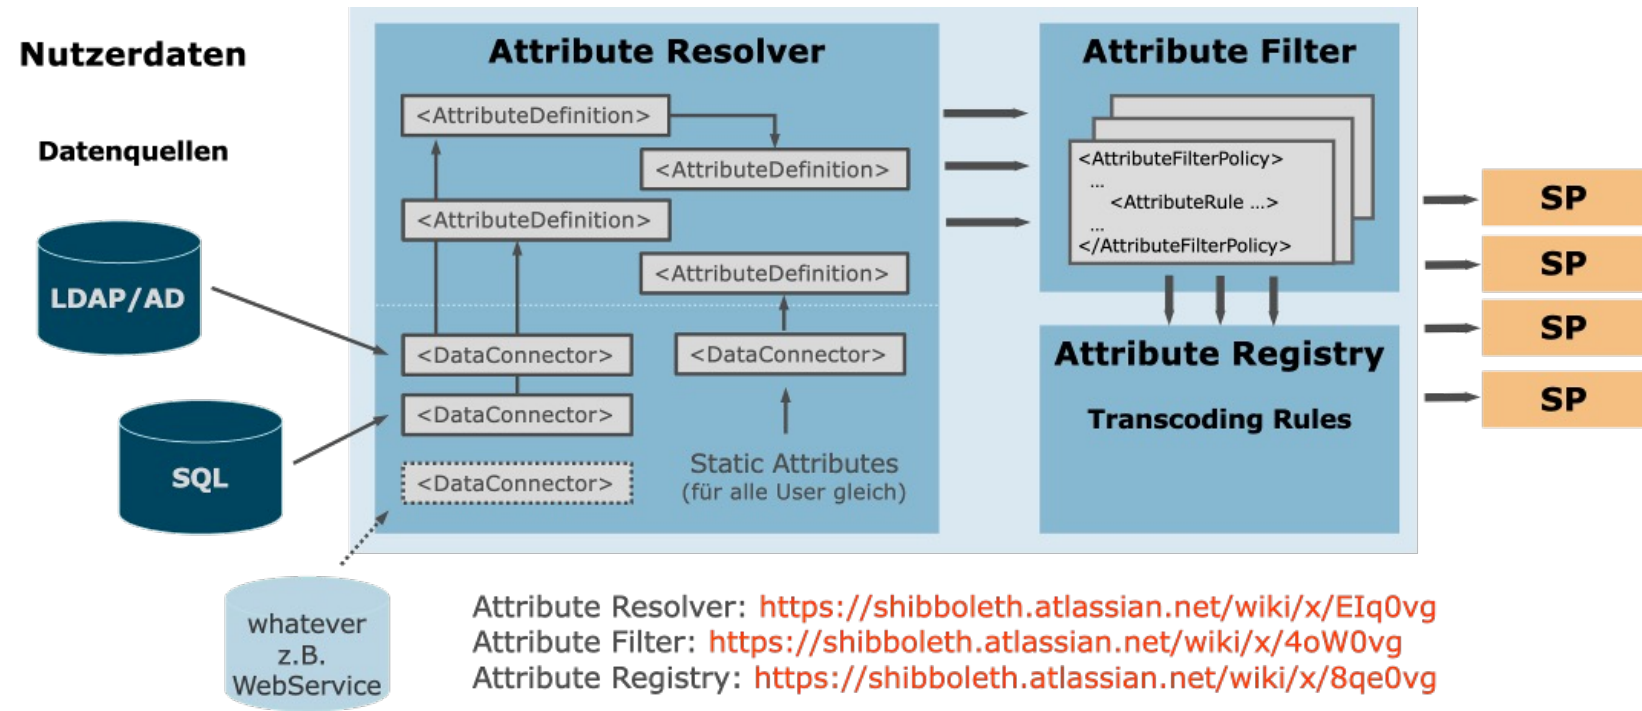 Nutzerdaten
Datenquellen
LDAP/AD
SQL
whatever
z.B.
WebService
Attribute Resolver
<AttributeDefinition>
<AttributeDefinition>
<AttributeDefinition>
<AttributeDefinition>
<DataConnector>
<DataConnector>
<DataConnector>
<DataConnector>
Static Attributes
(für alle User gleich)
Attribute Filter
<AttributeFilterPolicy>
...
<AttributeRule ...>
...
</AttributeFilterPolicy>
Attribute Registry
Transcoding Rules
SP
SP
SP
SP
Attribute Resolver: https://shibboleth.atlassian.net/wiki/x/EIq0vg
Attribute Filter: https://shibboleth.atlassian.net/wiki/x/4oW0vg
Attribute Registry: https://shibboleth.atlassian.net/wiki/x/8qe0vg